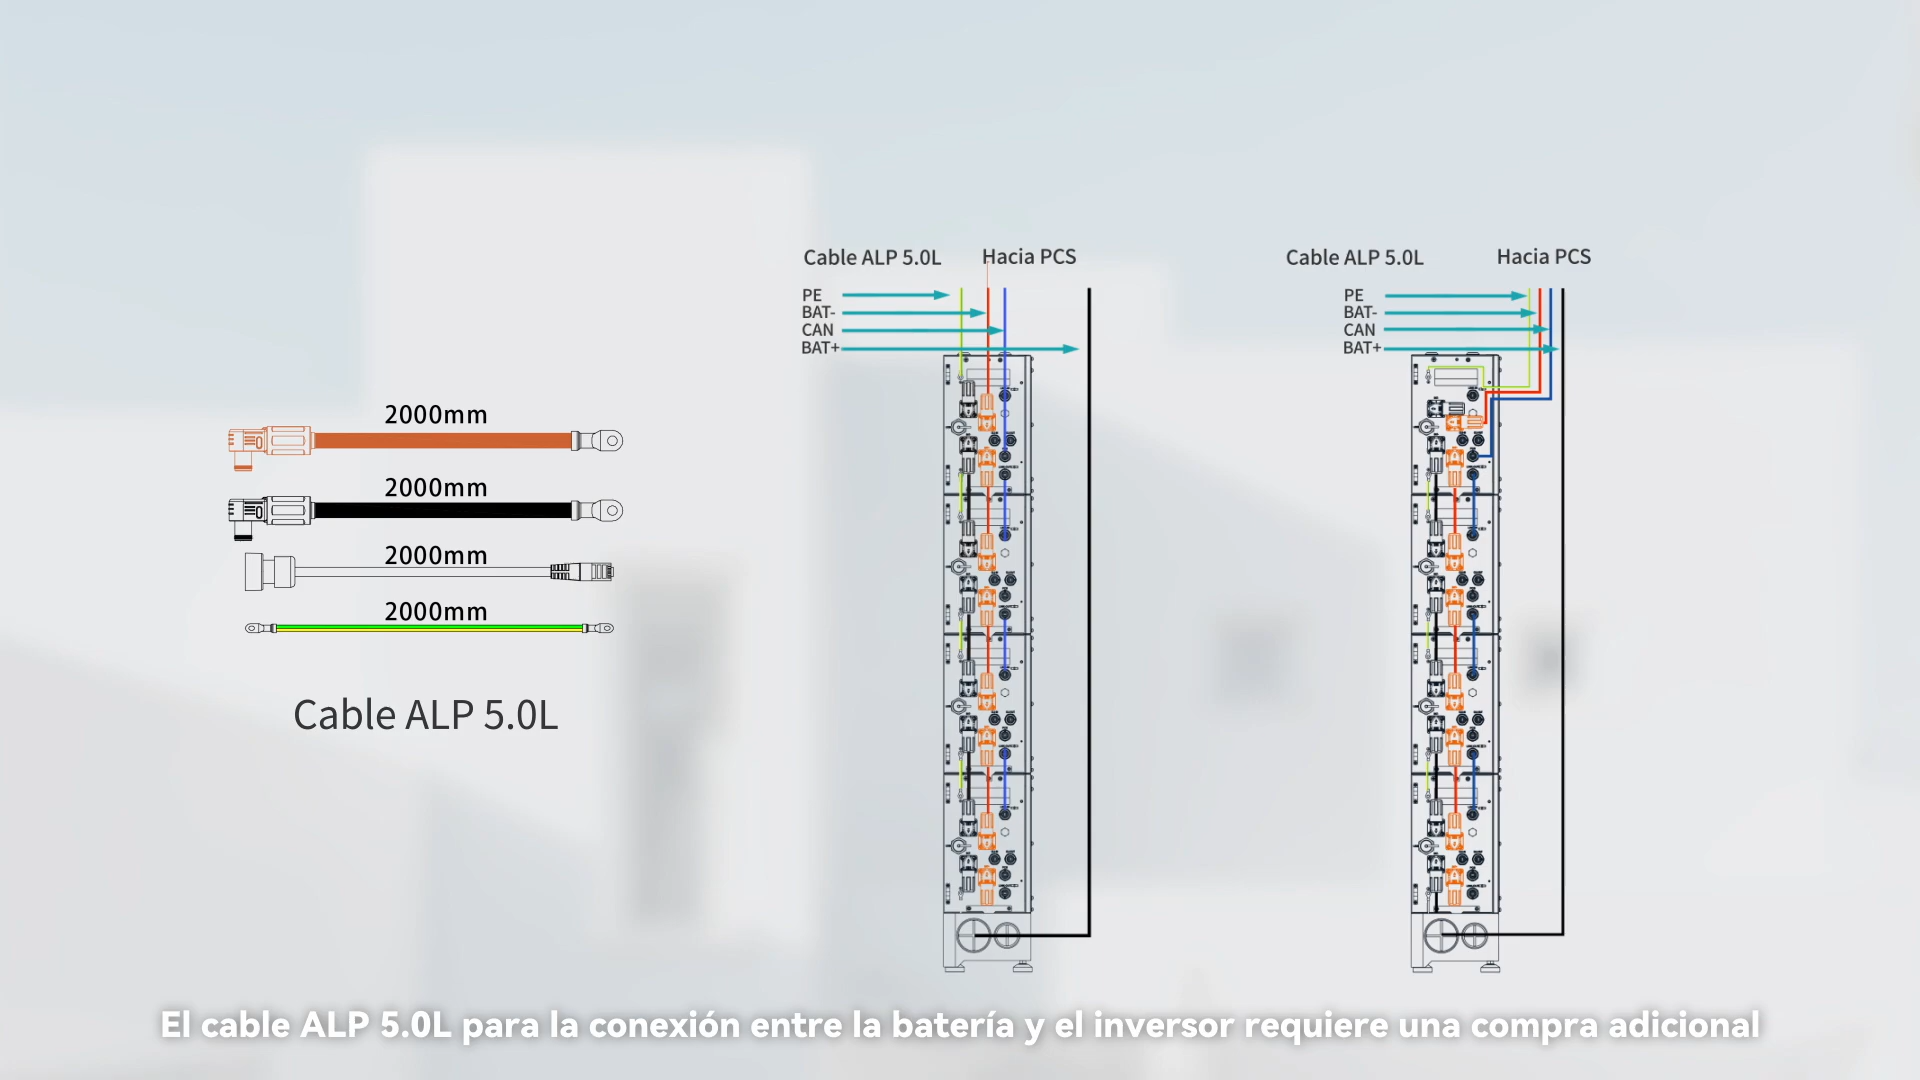 2000mm
2000mm
2000mm
2000mm
Cable ALP 5.0L
Cable ALP 5.0L
Hacia PCS
PE
BAT-
CAN
BAT+
Cable ALP 5.0L
Hacia PCS
PE
BAT-
CAN
BAT+
El cable ALP 5.0L para la conexión entre la batería y el inversor requiere una compra adicional